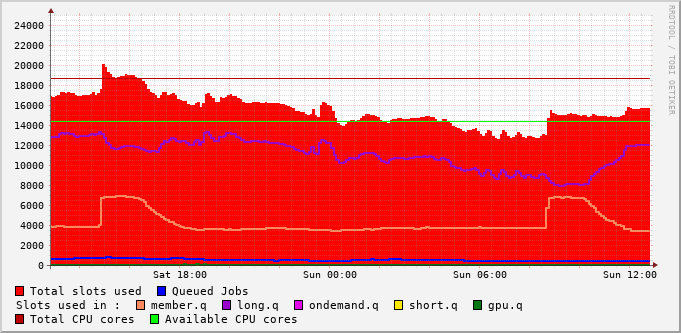 24000
22000
20000
18000
16000
14000
12000
10000
8000
6000
4000
2000
0
Sat 18:00 Sun 00:00 Sun 06:00 Sun 12:00
RRDTOOL / TOBI OETIKER
Total slots used Queued Jobs
Slots used in : member.q long.q ondemand.q short.q gpu.q
Total CPU cores Available CPU cores